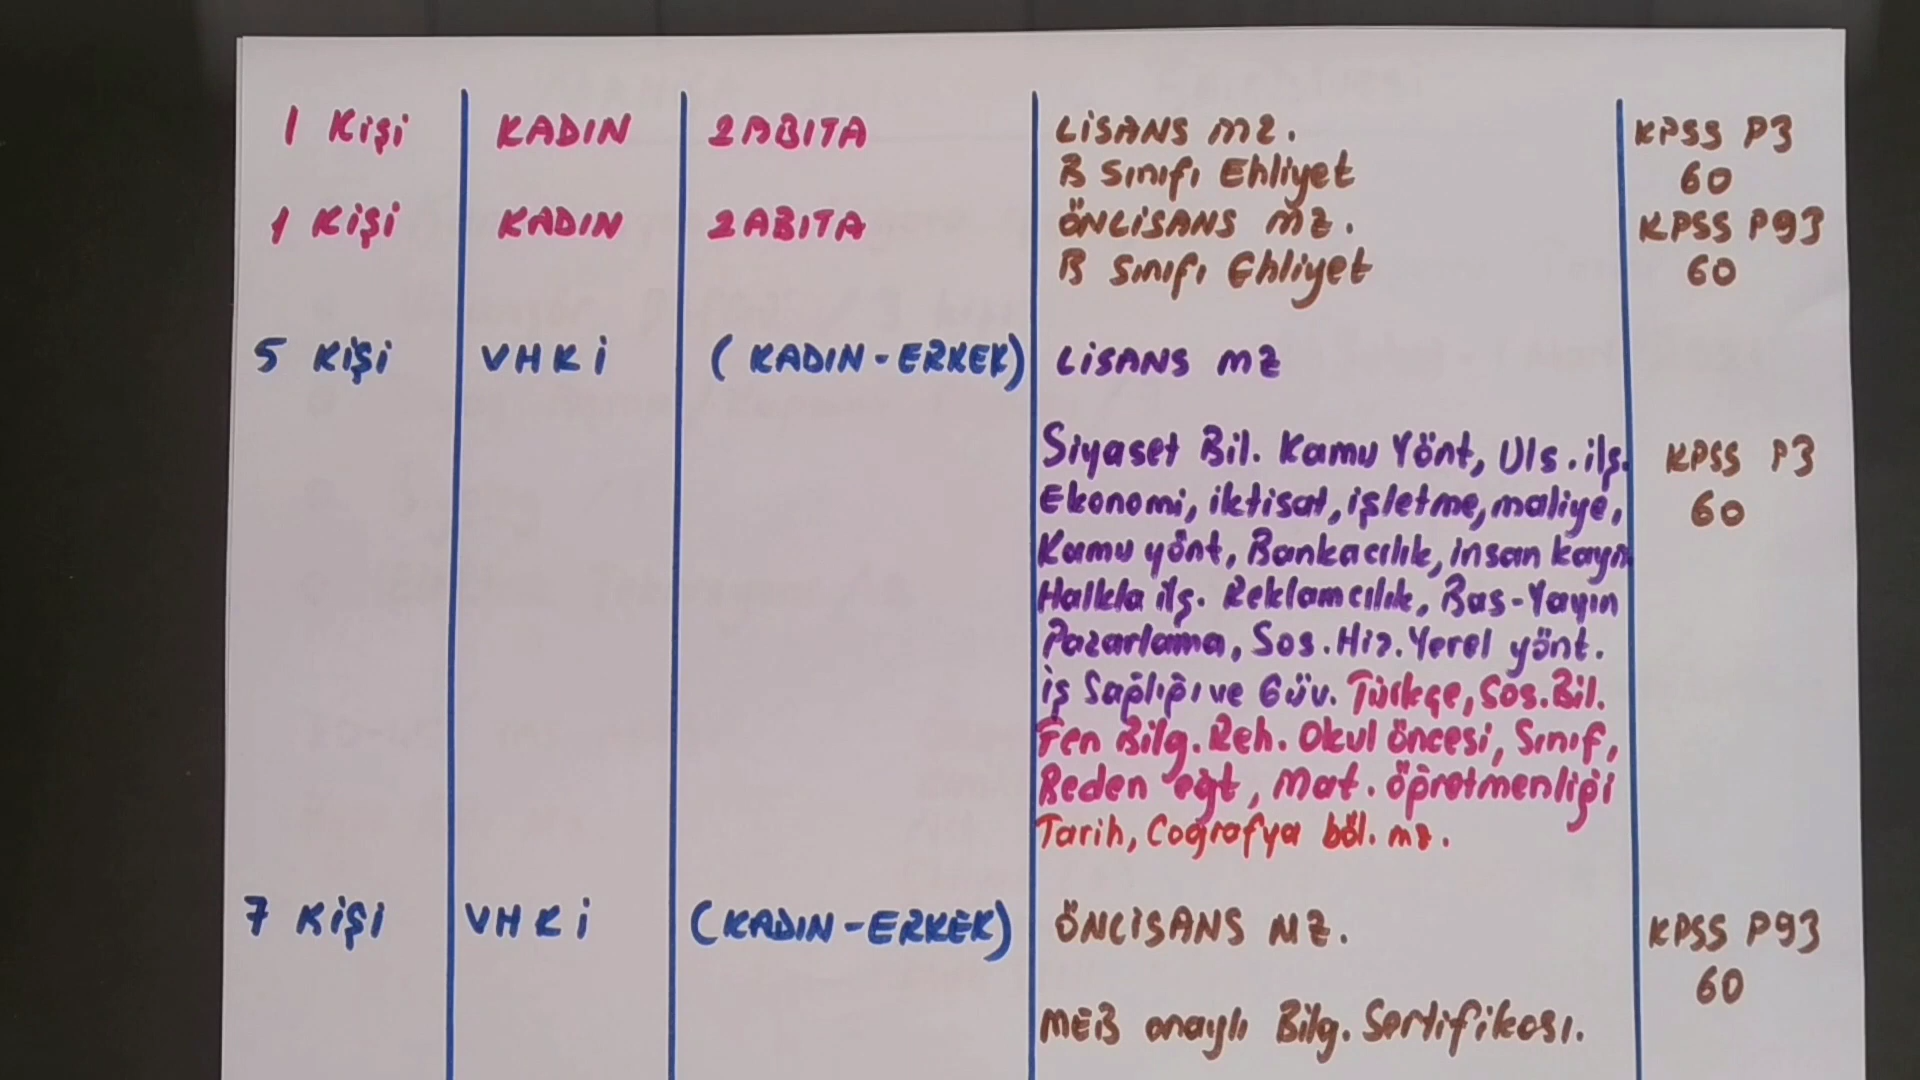 1 Kişi KADIN ZABITA LİSANS MZ. KPSS P3
B Sınıfı Ehliyet 60
1 Kişi KADIN ZABITA ÖNLİSANS MZ. KPSS P93
B Sınıfı Ehliyet 60
5 Kişi VHKİ (KADIN-ERKEK) LİSANS MZ
Siyaset Bil. Kamu Yönt, Uls. ilş. KPSS P3
Ekonomi, iktisat, işletme, maliye, 60
Kamu yönt, Bankacılık, insan kayn
Halkla ilş. Reklamcılık, Bas-Yayın
Pazarlama, Sos. Hiz. Yerel yönt.
iş Sağlığı ve Güv. Türkçe, Sos. Bil.
Fen Bilg. Reh. Okul öncesi, Sınıf,
Beden eğt, Mat. öğretmenliği
Tarih, Coğrafya böl. mz.
7 Kişi VHKİ (KADIN-ERKEK) ÖNLİSANS MZ. KPSS P93
60
MEB onaylı Bilg. Sertifikası.